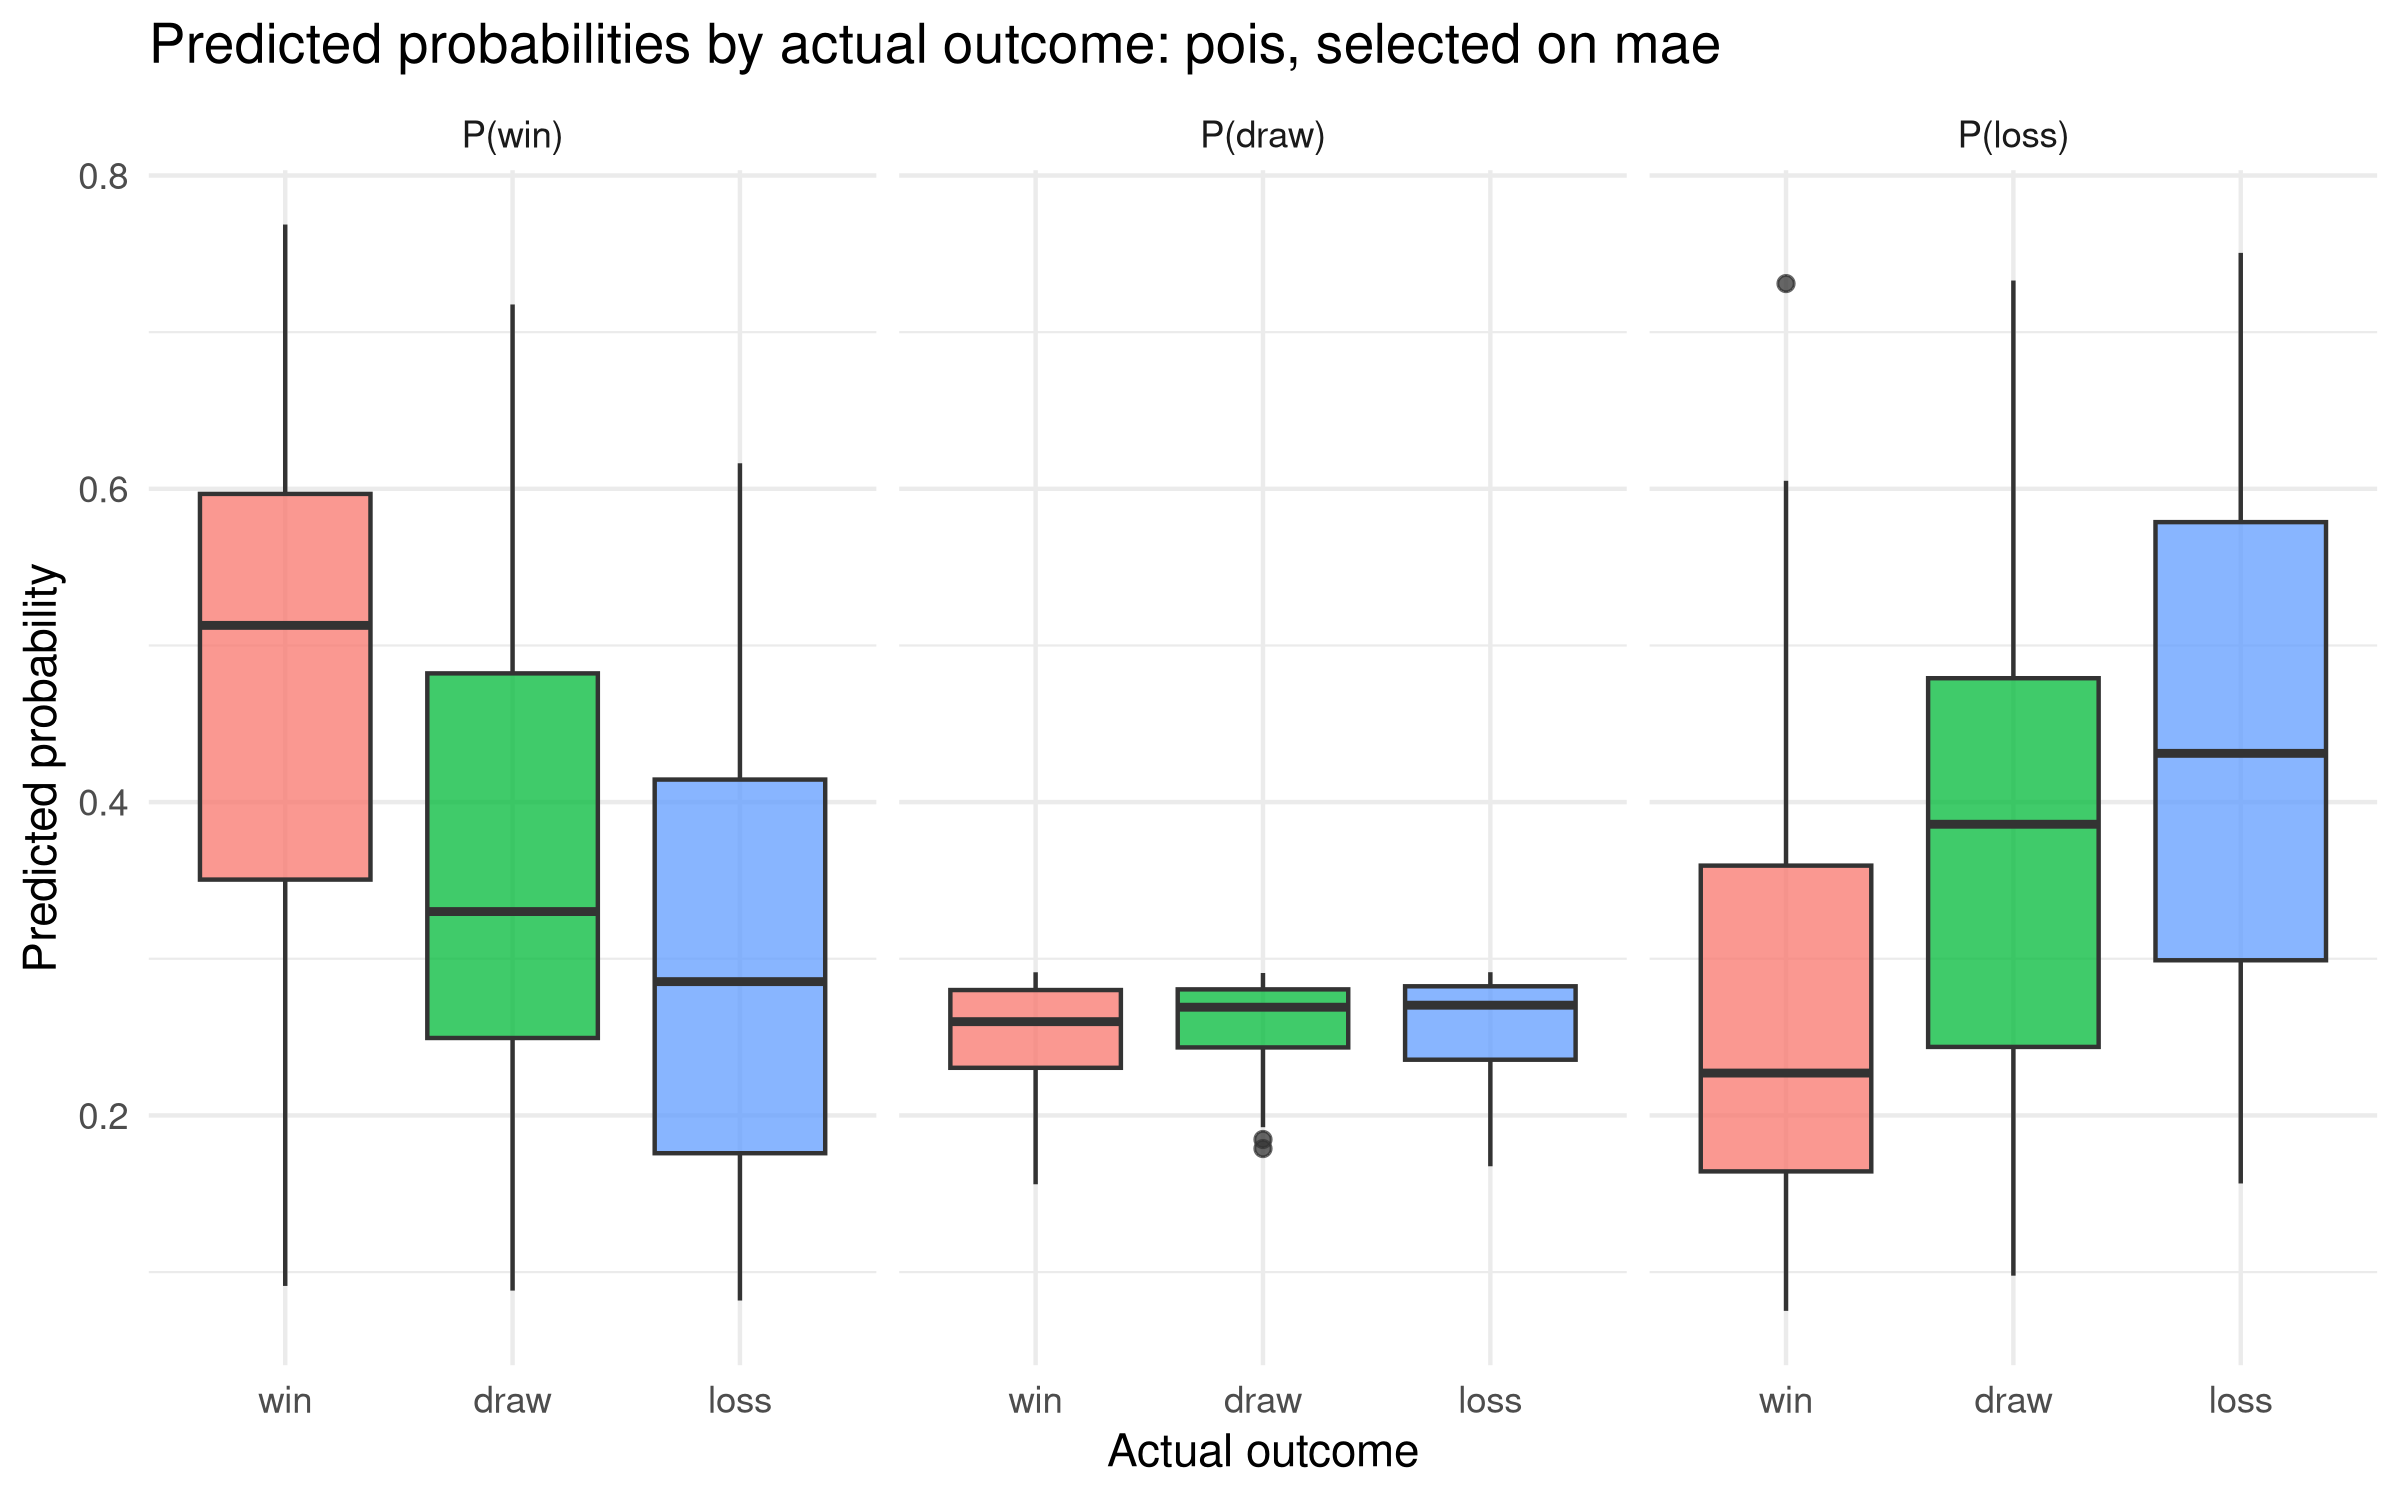 Predicted probabilities by actual outcome: pois, selected on mae
P(win) P(draw) P(loss)
0.8
0.6
0.4
0.2
Predicted probability
win draw loss win draw loss win draw loss
Actual outcome